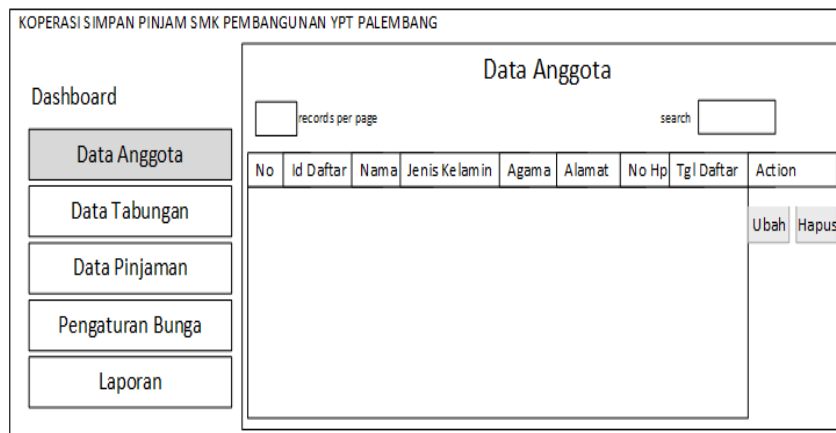 KOPERASI SIMPAN PINJAM SMK PEMBANGUNAN YPT PALEMBANG
Data Anggota
Dashboard
records per page
search
Data Anggota
No Id Daftar Nama Jenis Kelamin Agama Alamat No Hp Tgl Daftar Action
Data Tabungan
Ubah Hapus
Data Pinjaman
Pengaturan Bunga
Laporan